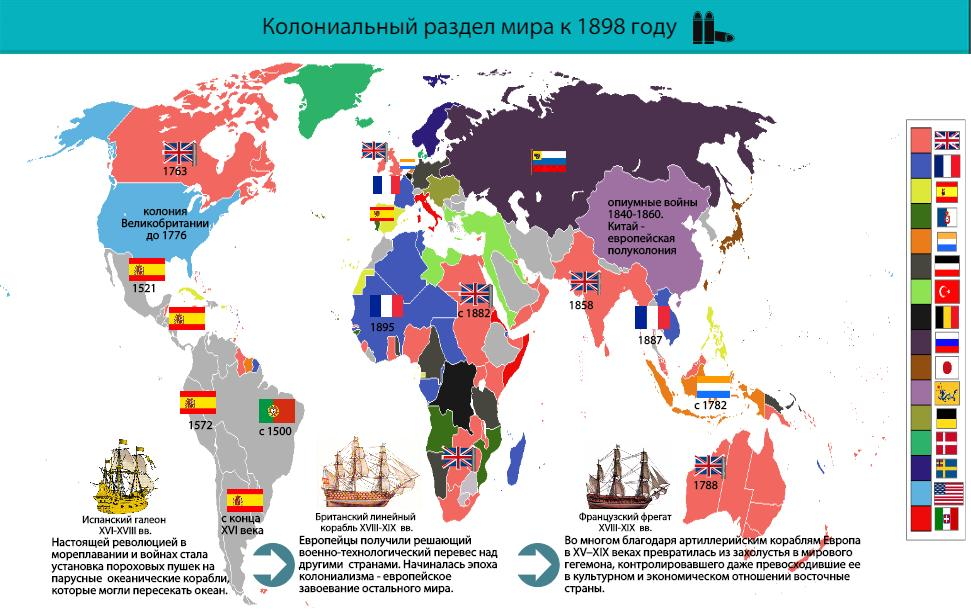 Колониальный раздел мира к 1898 году
1763
колония
Великобритании
до 1776
1521
1895
с 1882
1858
1887
опиумные войны
1840-1860.
Китай -
европейская
полуколония
1572
с 1500
с 1782
1788
с конца
XVI века
Испанский галеон
XVI-XVIII вв.
Настоящей революцией в
мореплавании и войнах стала
установка пороховых пушек на
парусные океанические корабли,
которые могли пересекать океан.
Британский линейный
корабль XVIII-XIX вв.
Европейцы получили решающий
военно-технологический перевес над
другими странами. Начиналась эпоха
колониализма - европейское
завоевание остального мира.
Французский фрегат
XVIII-XIX вв.
Во многом благодаря артиллерийским кораблям Европа
в XV–XIX веках превратилась из захолустья в мирового
гегемона, контролировавшего даже превосходившие ее
в культурном и экономическом отношении восточные
страны.